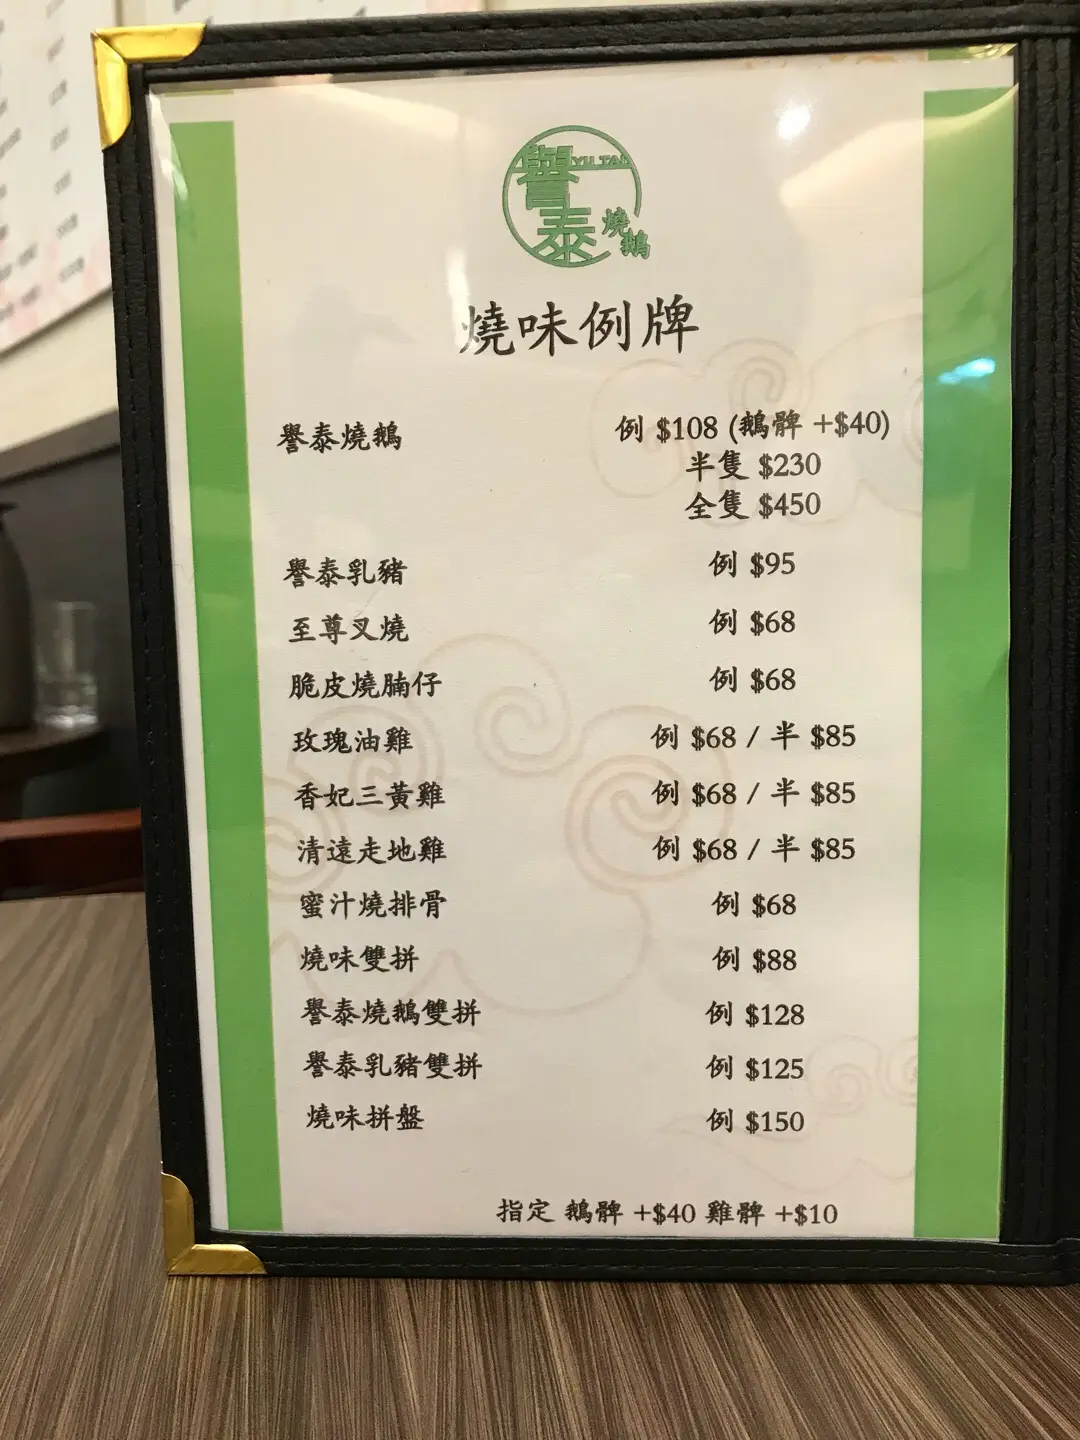 譽泰 YU TAI
燒鵝
燒味例牌
譽泰燒鵝 例 $108 (鵝髀 +$40)
半隻 $230
全隻 $450
譽泰乳豬 例 $95
至尊叉燒 例 $68
脆皮燒腩仔 例 $68
玫瑰油雞 例 $68 / 半 $85
香妃三黃雞 例 $68 / 半 $85
清遠走地雞 例 $68 / 半 $85
蜜汁燒排骨 例 $68
燒味雙拼 例 $88
譽泰燒鵝雙拼 例 $128
譽泰乳豬雙拼 例 $125
燒味拼盤 例 $150
指定 鵝髀 +$40 雞髀 +$10